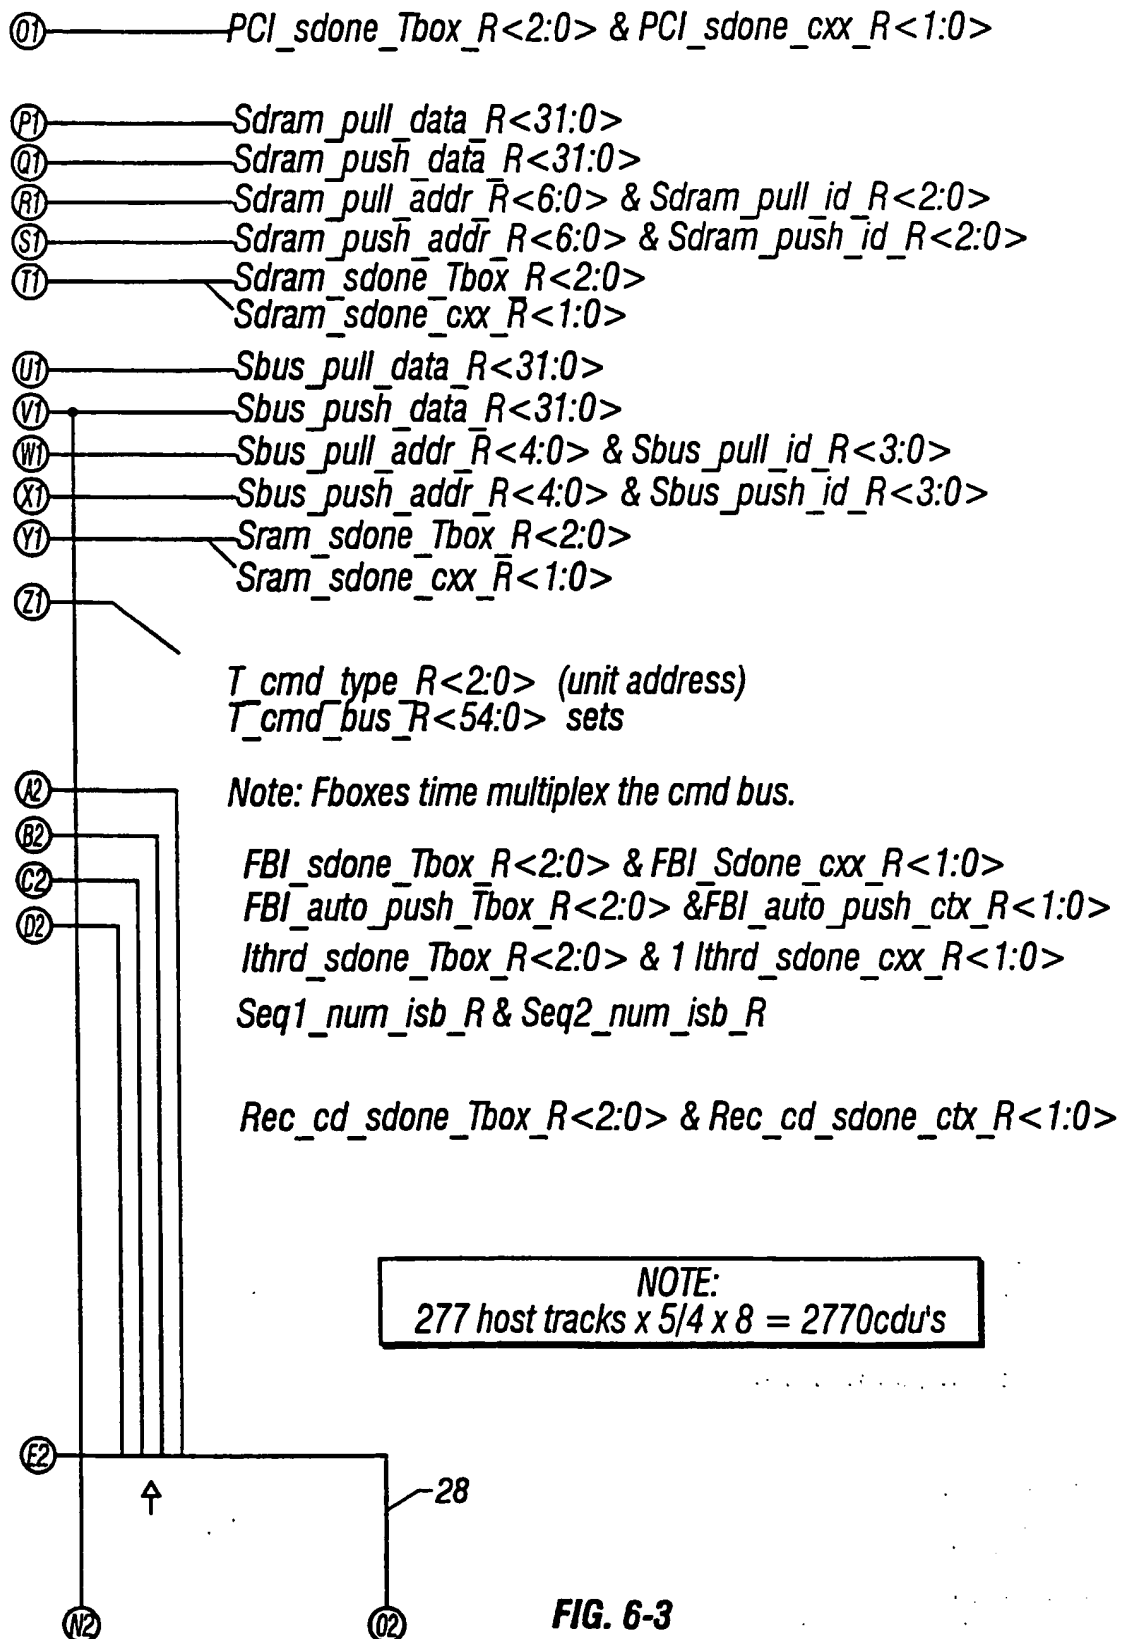 O1 PCI_sdone_Tbox_R<2:0> & PCI_sdone_cxx_R<1:0>
P1 Sdram_pull_data_R<31:0>
Q1 Sdram_push_data_R<31:0>
R1 Sdram_pull_addr_R<6:0> & Sdram_pull_id_R<2:0>
S1 Sdram_push_addr_R<6:0> & Sdram_push_id_R<2:0>
T1 Sdram_sdone_Tbox_R<2:0>
Sdram_sdone_cxx_R<1:0>
U1 Sbus_pull_data_R<31:0>
V1 Sbus_push_data_R<31:0>
W1 Sbus_pull_addr_R<4:0> & Sbus_pull_id_R<3:0>
X1 Sbus_push_addr_R<4:0> & Sbus_push_id_R<3:0>
Y1 Sram_sdone_Tbox_R<2:0>
Sram_sdone_cxx_R<1:0>
Z1
T_cmd_type_R<2:0> (unit address)
T_cmd_bus_R<54:0> sets
A2 Note: Fboxes time multiplex the cmd bus.
B2
FBI_sdone_Tbox_R<2:0> & FBI_Sdone_cxx_R<1:0>
C2
FBI_auto_push_Tbox_R<2:0> &FBI_auto_push_ctx_R<1:0>
D2
Ithrd_sdone_Tbox_R<2:0> & 1 Ithrd_sdone_cxx_R<1:0>
Seq1_num_isb_R & Seq2_num_isb_R
Rec_cd_sdone_Tbox_R<2:0> & Rec_cd_sdone_ctx_R<1:0>
NOTE:
277 host tracks x 5/4 x 8 = 2770cdu's
E2
28
N2 O2
FIG. 6-3